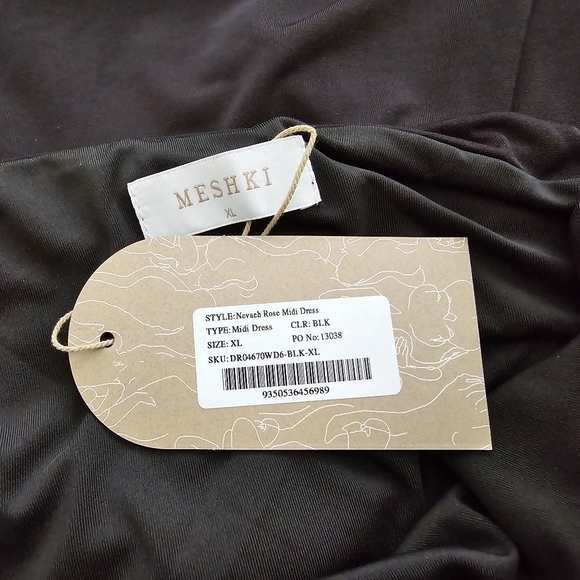 MESHKI
XL
STYLE:Nevaeh Rose Midi Dress
TYPE:Midi Dress CLR: BLK
SIZE: XL PO No: 13038
SKU: DR04670WD6-BLK-XL
9350536456989